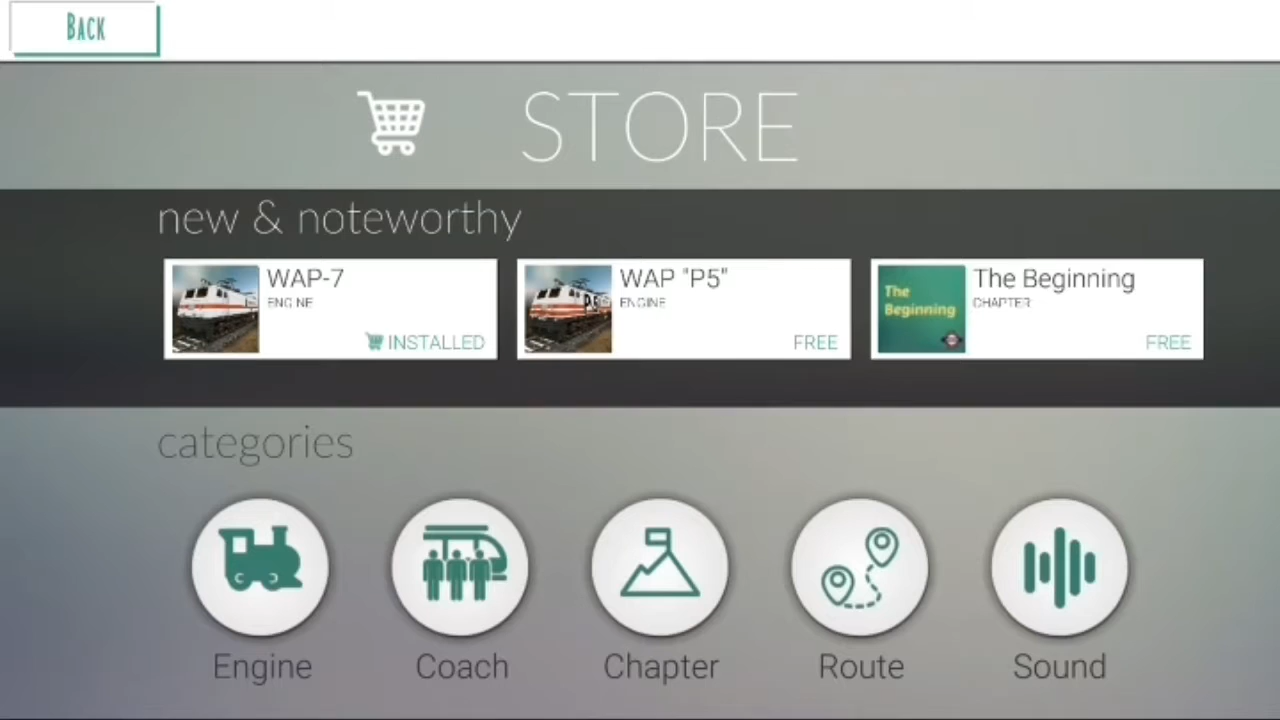 BACK
STORE
new & noteworthy
WAP-7
ENGINE
INSTALLED
WAP "P5"
ENGINE
FREE
The
Beginning
The Beginning
CHAPTER
FREE
categories
Engine
Coach
Chapter
Route
Sound